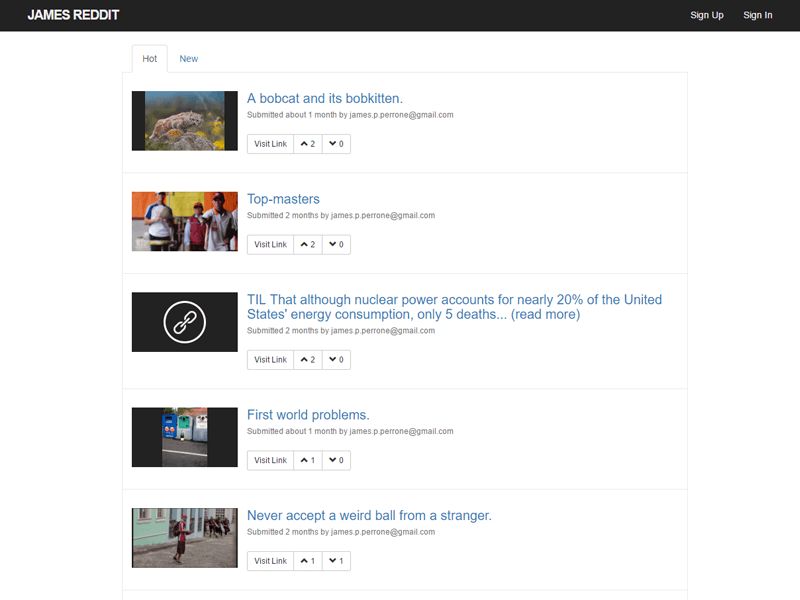 JAMES REDDIT
Sign Up
Sign In
Hot
New
A bobcat and its bobkitten.
Submitted about 1 month by james.p.perrone@gmail.com
Visit Link 2 0
Top-masters
Submitted 2 months by james.p.perrone@gmail.com
Visit Link 2 0
TIL That although nuclear power accounts for nearly 20% of the United
States' energy consumption, only 5 deaths... (read more)
Submitted 2 months by james.p.perrone@gmail.com
Visit Link 2 0
First world problems.
Submitted about 1 month by james.p.perrone@gmail.com
Visit Link 1 0
Never accept a weird ball from a stranger.
Submitted 2 months by james.p.perrone@gmail.com
Visit Link 1 1